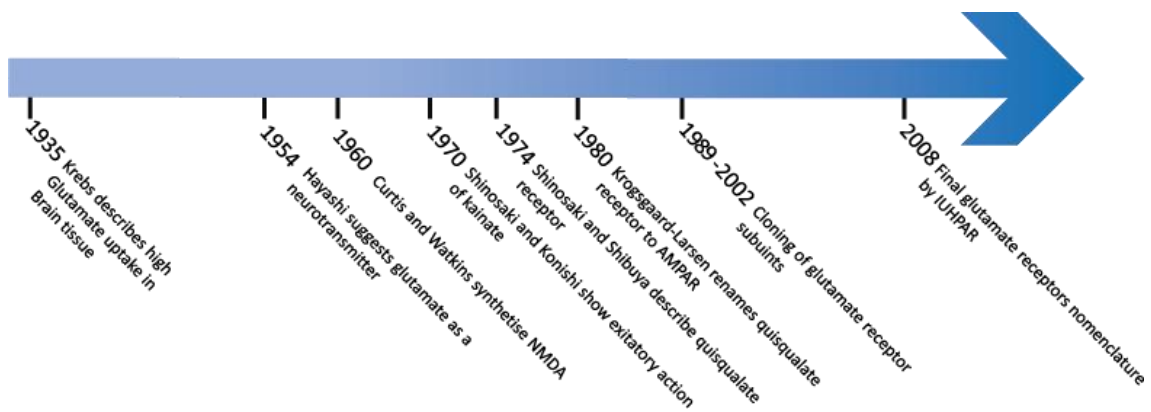 1935 Krebs describes high
Glutamate uptake in
Brain tissue
1954 Hayashi suggests glutamate as a
neurotransmitter
1960 Curtis and Watkins synthetise NMDA
1970 Shinosaki and Konishi show exitatory action
of kainate
1974 Shinosaki and Shibuya describe quisqualate
receptor
1980 Krogsgaard-Larsen renames quisqualate
receptor to AMPAR
1989-2002 Cloning of glutamate receptor
subuints
2008 Final glutamate receptors nomenclature
by IUHPAR